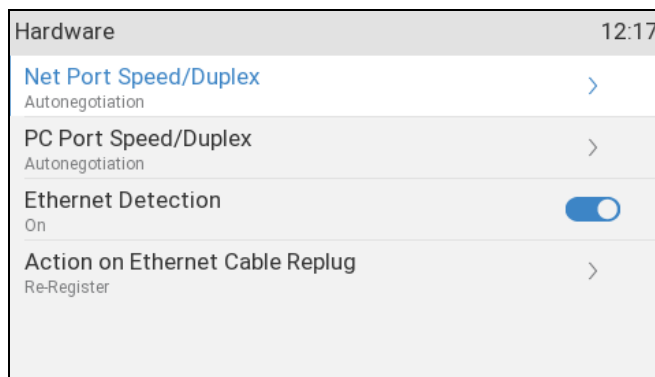 Hardware 12:17
Net Port Speed/Duplex
Autonegotiation
PC Port Speed/Duplex
Autonegotiation
Ethernet Detection
On
Action on Ethernet Cable Replug
Re-Register